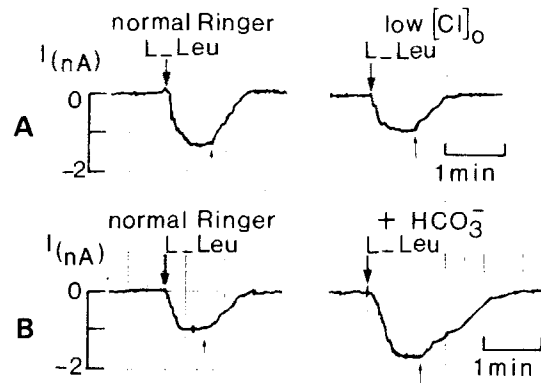 normal Ringer
low [Cl]o
L_Leu
L_Leu
I(nA)
0
A
-2
1min
normal Ringer
+ HCO3-
L_Leu
L_Leu
I(nA)
0
B
-2
1min